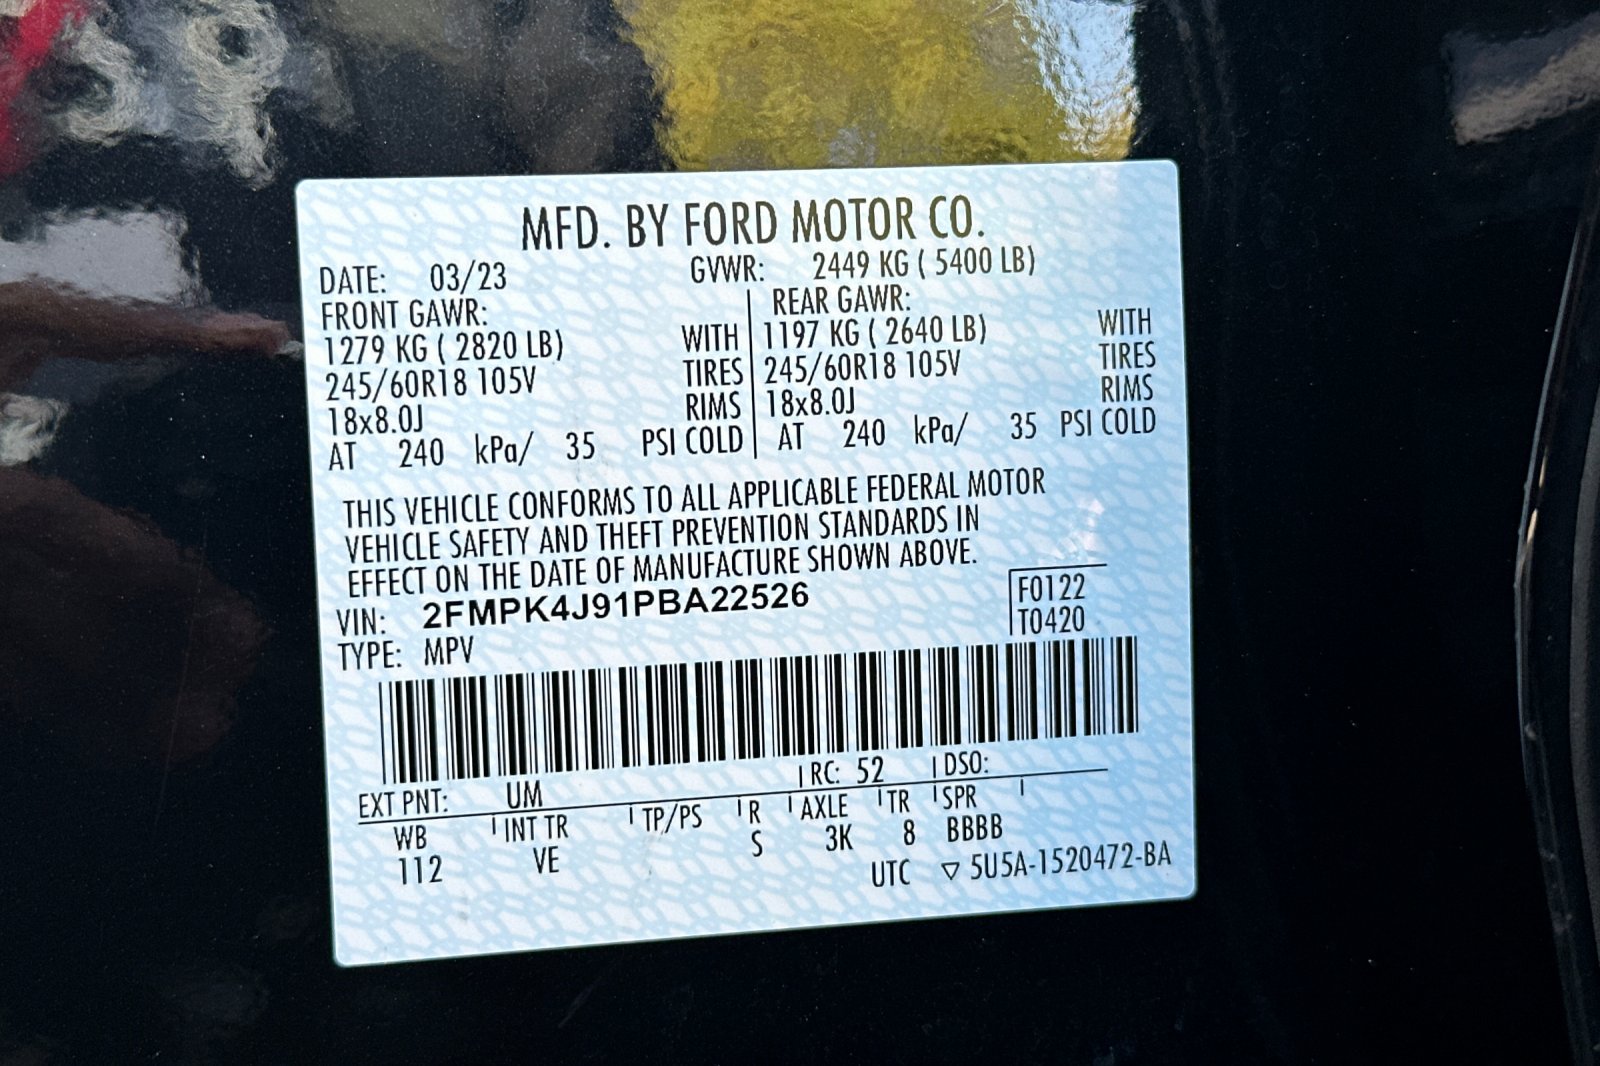 MFD. BY FORD MOTOR CO.
DATE: 03/23 GVWR: 2449 KG ( 5400 LB)
FRONT GAWR: REAR GAWR:
1279 KG ( 2820 LB) WITH 1197 KG ( 2640 LB) WITH
245/60R18 105V TIRES 245/60R18 105V TIRES
18x8.0J RIMS 18x8.0J RIMS
AT 240 kPa/ 35 PSI COLD AT 240 kPa/ 35 PSI COLD
THIS VEHICLE CONFORMS TO ALL APPLICABLE FEDERAL MOTOR
VEHICLE SAFETY AND THEFT PREVENTION STANDARDS IN
EFFECT ON THE DATE OF MANUFACTURE SHOWN ABOVE.
VIN: 2FMPK4J91PBA22526 F0122
TYPE: MPV T0420
EXT PNT: UM RC: 52 DSO:
WB INT TR TP/PS R AXLE TR SPR
112 VE S 3K 8 BBBB
UTC ▽ 5U5A-1520472-BA